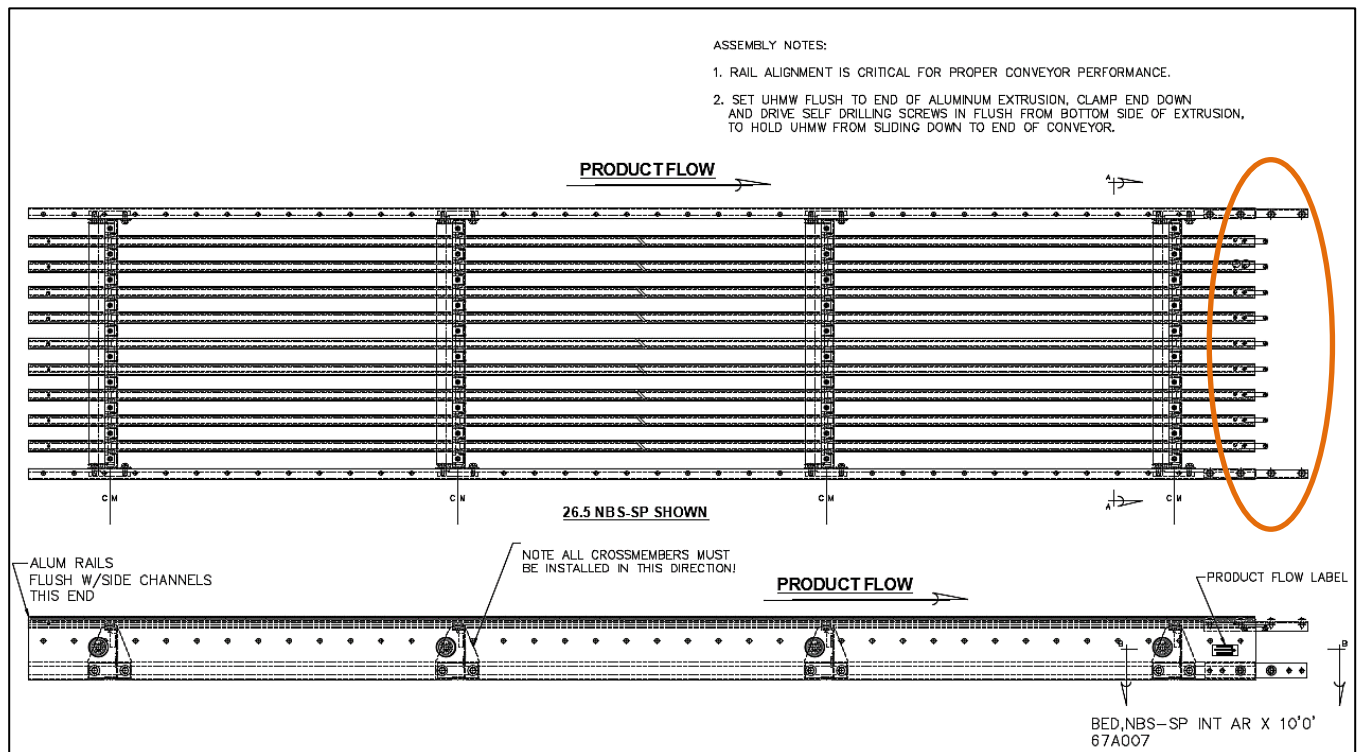 ASSEMBLY NOTES:
1. RAIL ALIGNMENT IS CRITICAL FOR PROPER CONVEYOR PERFORMANCE.
2. SET UHMW FLUSH TO END OF ALUMINUM EXTRUSION, CLAMP END DOWN
AND DRIVE SELF DRILLING SCREWS IN FLUSH FROM BOTTOM SIDE OF EXTRUSION,
TO HOLD UHMW FROM SLIDING DOWN TO END OF CONVEYOR.
PRODUCT FLOW
A
A
C M
C M
C M
C M
26.5 NBS-SP SHOWN
ALUM RAILS
FLUSH W/SIDE CHANNELS
THIS END
NOTE ALL CROSSMEMBERS MUST
BE INSTALLED IN THIS DIRECTION!
PRODUCT FLOW
PRODUCT FLOW LABEL
B
B
BED,NBS-SP INT AR X 10'0'
67A007